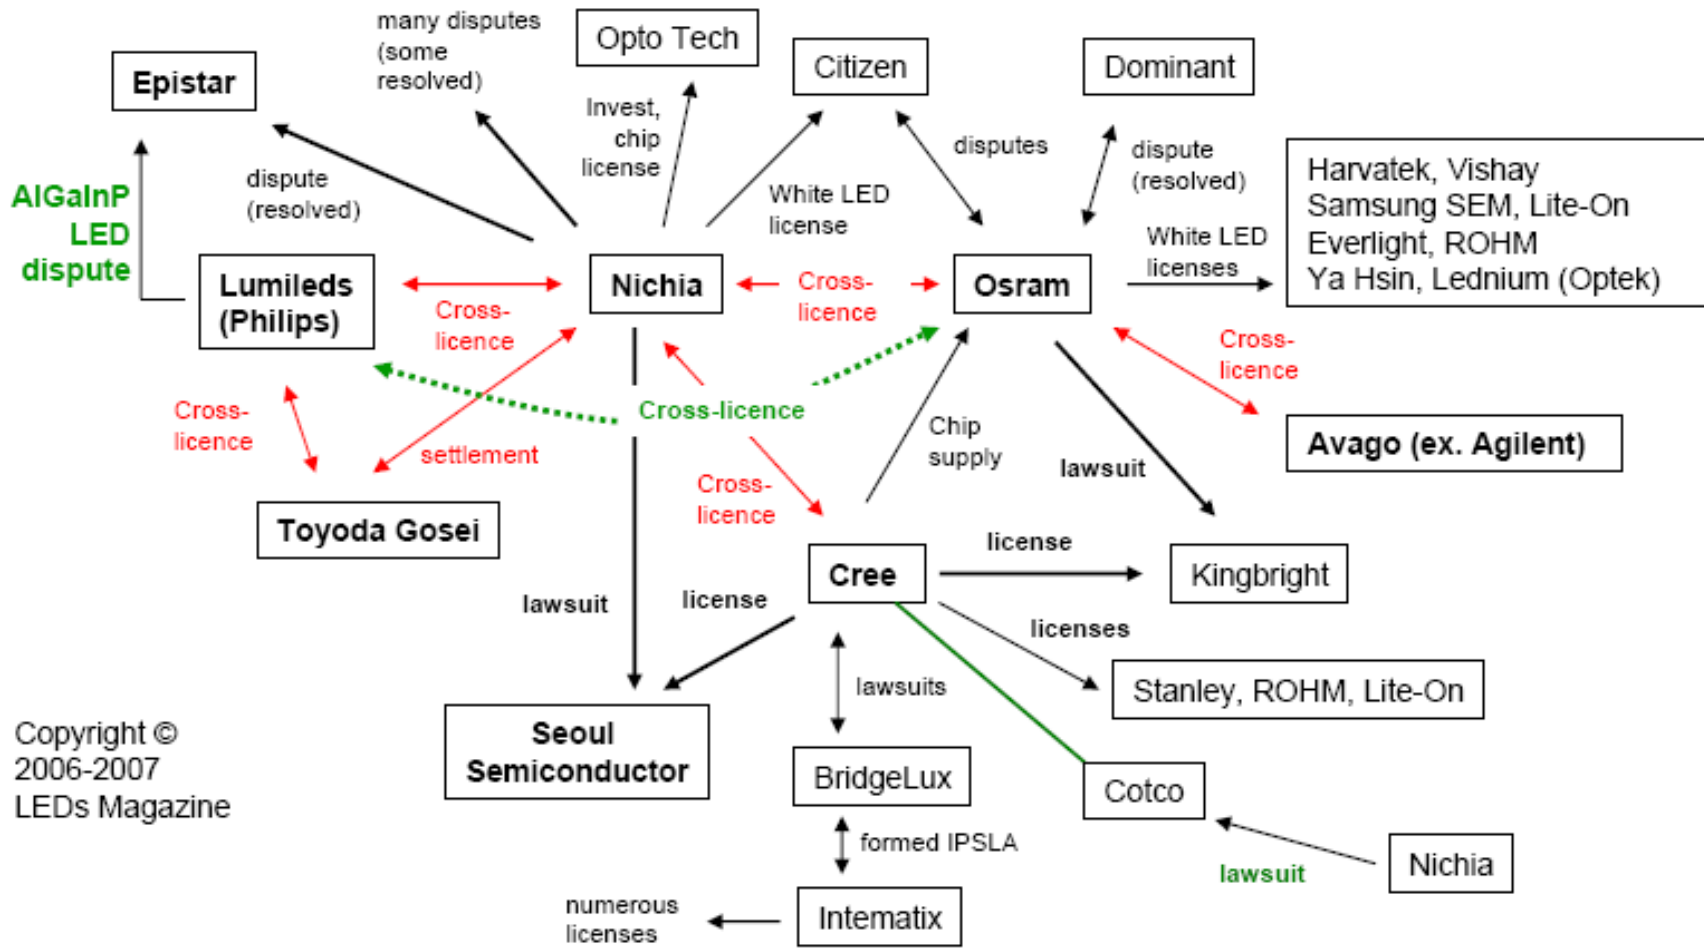 many disputes
(some
resolved)
Opto Tech
Citizen
Dominant
Epistar
Invest,
chip
license
disputes
dispute
(resolved)
Harvatek, Vishay
Samsung SEM, Lite-On
Everlight, ROHM
Ya Hsin, Lednium (Optek)
AlGaInP
LED
dispute
dispute
(resolved)
White LED
license
White LED
licenses
Lumileds
(Philips)
Cross-
licence
Nichia
Cross-
licence
Osram
Cross-
licence
Cross-
licence
Cross-licence
settlement
Chip
supply
lawsuit
Avago (ex. Agilent)
Cross-
licence
Toyoda Gosei
Cree
license
Kingbright
lawsuit
license
licenses
Stanley, ROHM, Lite-On
lawsuits
Seoul
Semiconductor
BridgeLux
Cotco
Copyright ©
2006-2007
LEDs Magazine
formed IPSLA
lawsuit
Nichia
numerous
licenses
Intematix